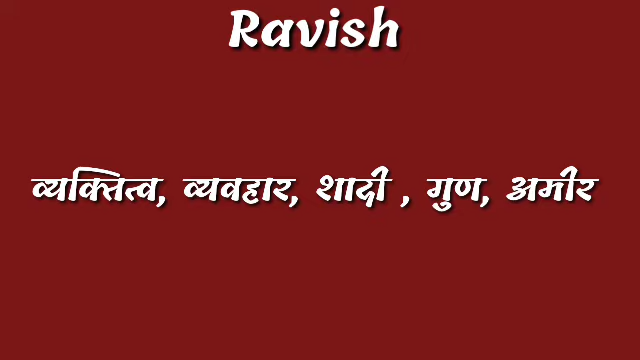 Ravish
व्यक्तित्व, व्यवहार, शादी , गुण, अमीर